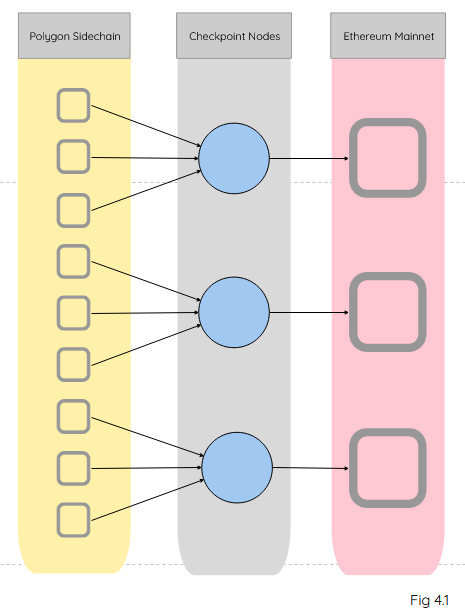 Polygon Sidechain
Checkpoint Nodes
Ethereum Mainnet
Fig 4.1